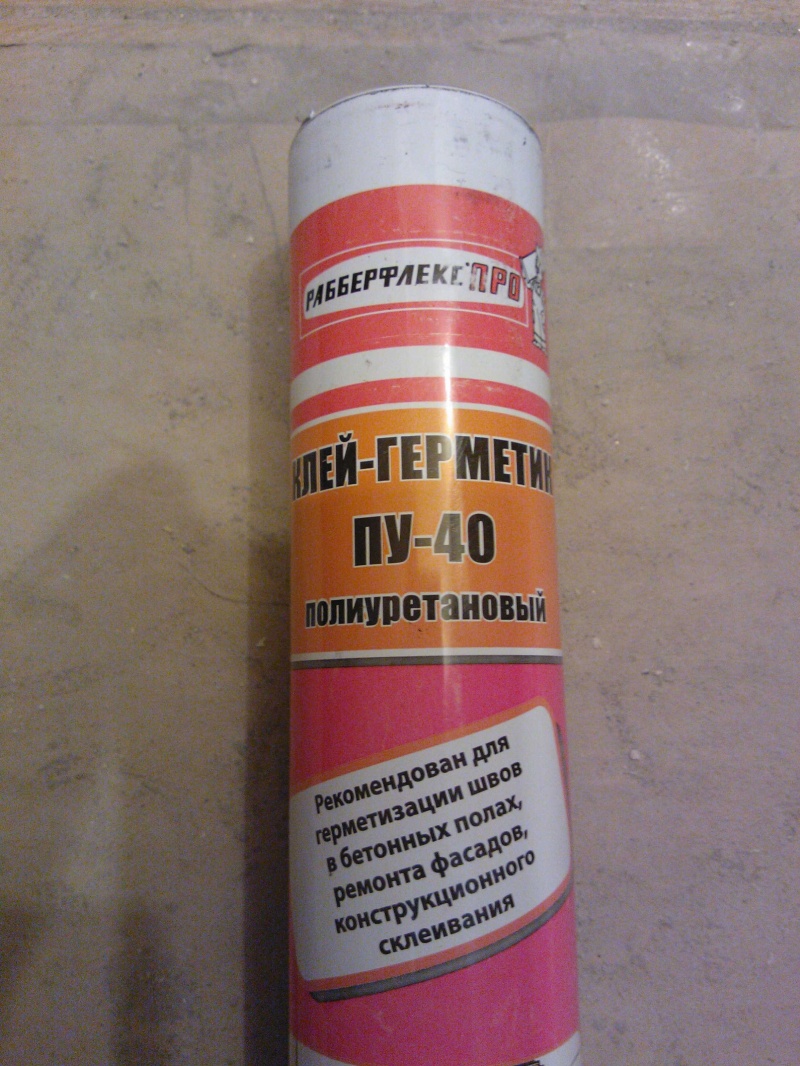 РАББЕРФЛЕКС ПРО
КЛЕЙ-ГЕРМЕТИК
ПУ-40
полиуретановый
Рекомендован для
герметизации швов
в бетонных полах,
ремонта фасадов,
конструкционного
склеивания